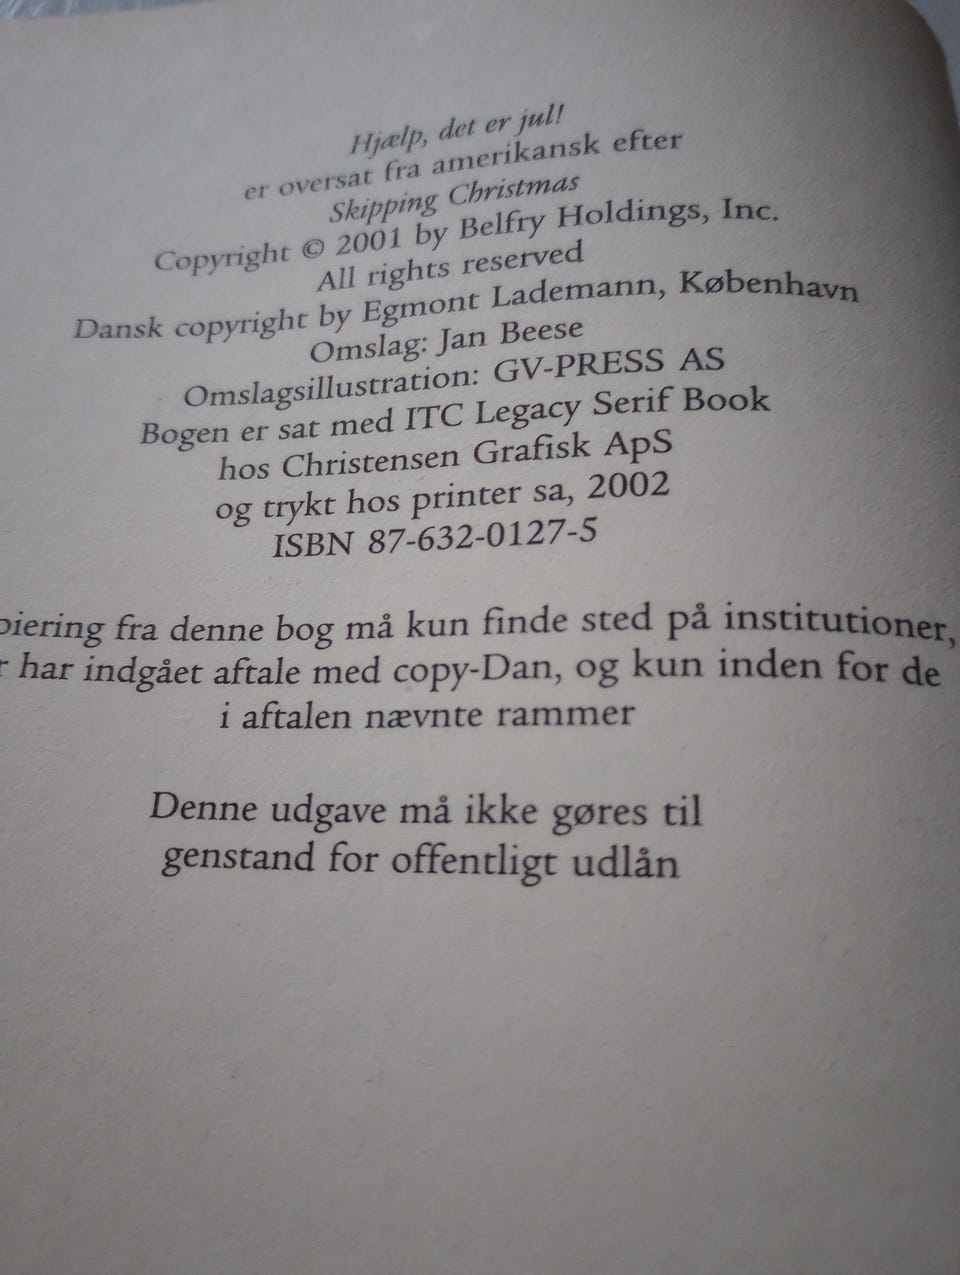 Hjælp, det er jul!
er oversat fra amerikansk efter
Skipping Christmas
Copyright © 2001 by Belfry Holdings, Inc.
All rights reserved
Dansk copyright by Egmont Lademann, København
Omslag: Jan Beese
Omslagsillustration: GV-PRESS AS
Bogen er sat med ITC Legacy Serif Book
hos Christensen Grafisk ApS
og trykt hos printer sa, 2002
ISBN 87-632-0127-5
fra denne bog må kun finde sted på institutioner,
har indgået aftale med copy-Dan, og kun inden for de
i aftalen nævnte rammer
Denne udgave må ikke gøres til
genstand for offentligt udlån